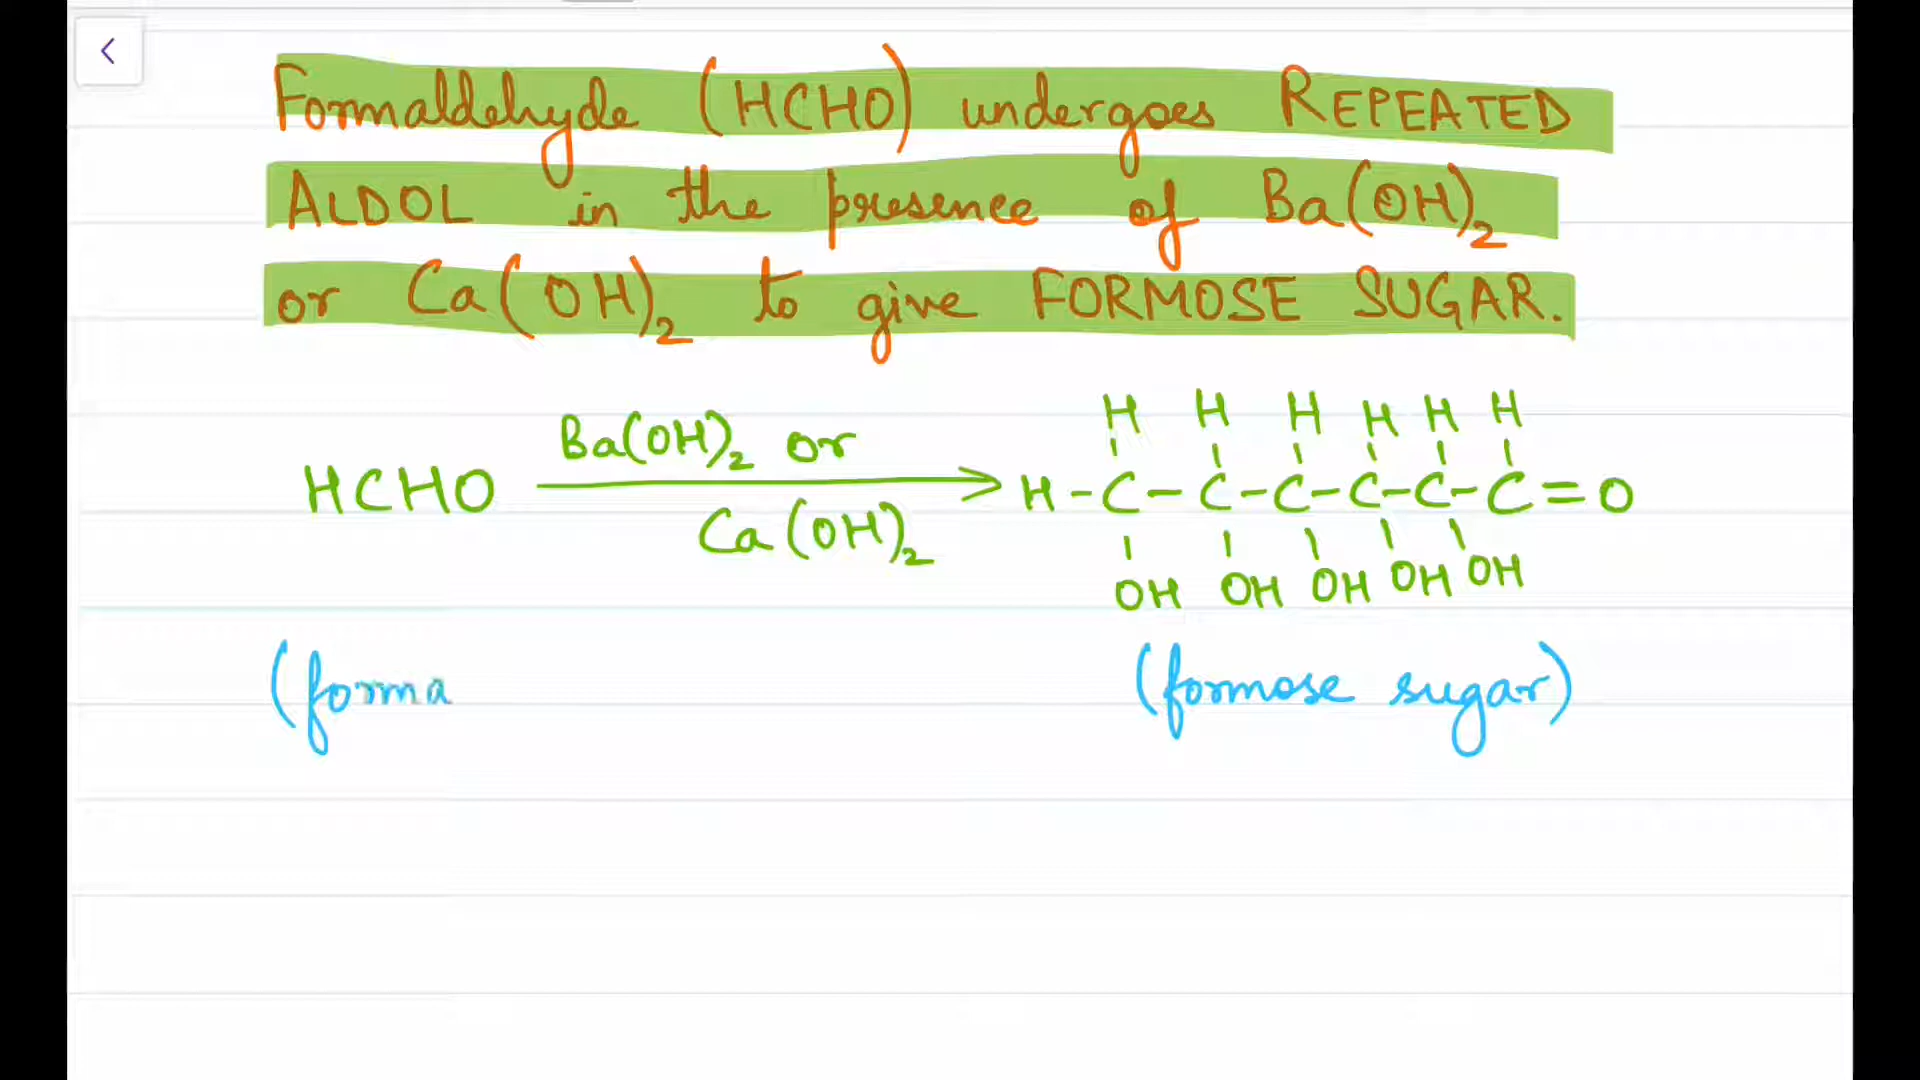 Formaldehyde (HCHO) undergoes REPEATED
ALDOL in the presence of Ba(OH)₂
or Ca(OH)₂ to give FORMOSE SUGAR.
Ba(OH)₂ or
HCHO
Ca(OH)₂
H H H H H H
H-C-C-C-C-C-C=O
OH OH OH OH OH
(forma
(formose sugar)